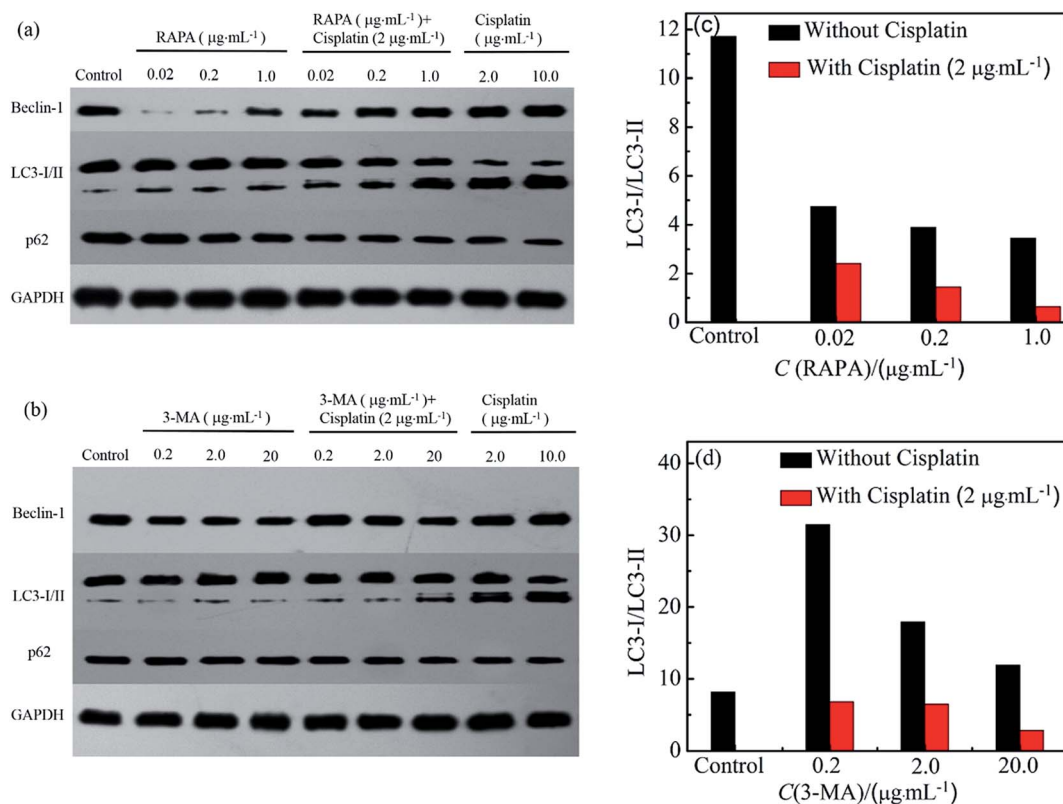 (a)
RAPA ( μg·mL-1)
RAPA ( μg·mL-1)+
Cisplatin (2 μg·mL-1)
Cisplatin
(μg·mL-1)
Control 0.02 0.2 1.0 0.02 0.2 1.0 2.0 10.0
Beclin-1
LC3-I/II
p62
GAPDH
(b)
3-MA ( μg·mL-1)
3-MA ( μg·mL-1)+
Cisplatin (2 μg·mL-1)
Cisplatin
( μg·mL-1)
Control 0.2 2.0 20 0.2 2.0 20 2.0 10.0
Beclin-1
LC3-I/II
p62
GAPDH
(c)
Without Cisplatin
With Cisplatin (2 μg·mL-1)
12
10
8
6
4
2
0
LC3-I/LC3-II
Control 0.02 0.2 1.0
C (RAPA)/(μg·mL-1)
(d)
Without Cisplatin
With Cisplatin (2 μg·mL-1)
40
30
20
10
0
LC3-I/LC3-II
Control 0.2 2.0 20.0
C(3-MA)/(μg·mL-1)